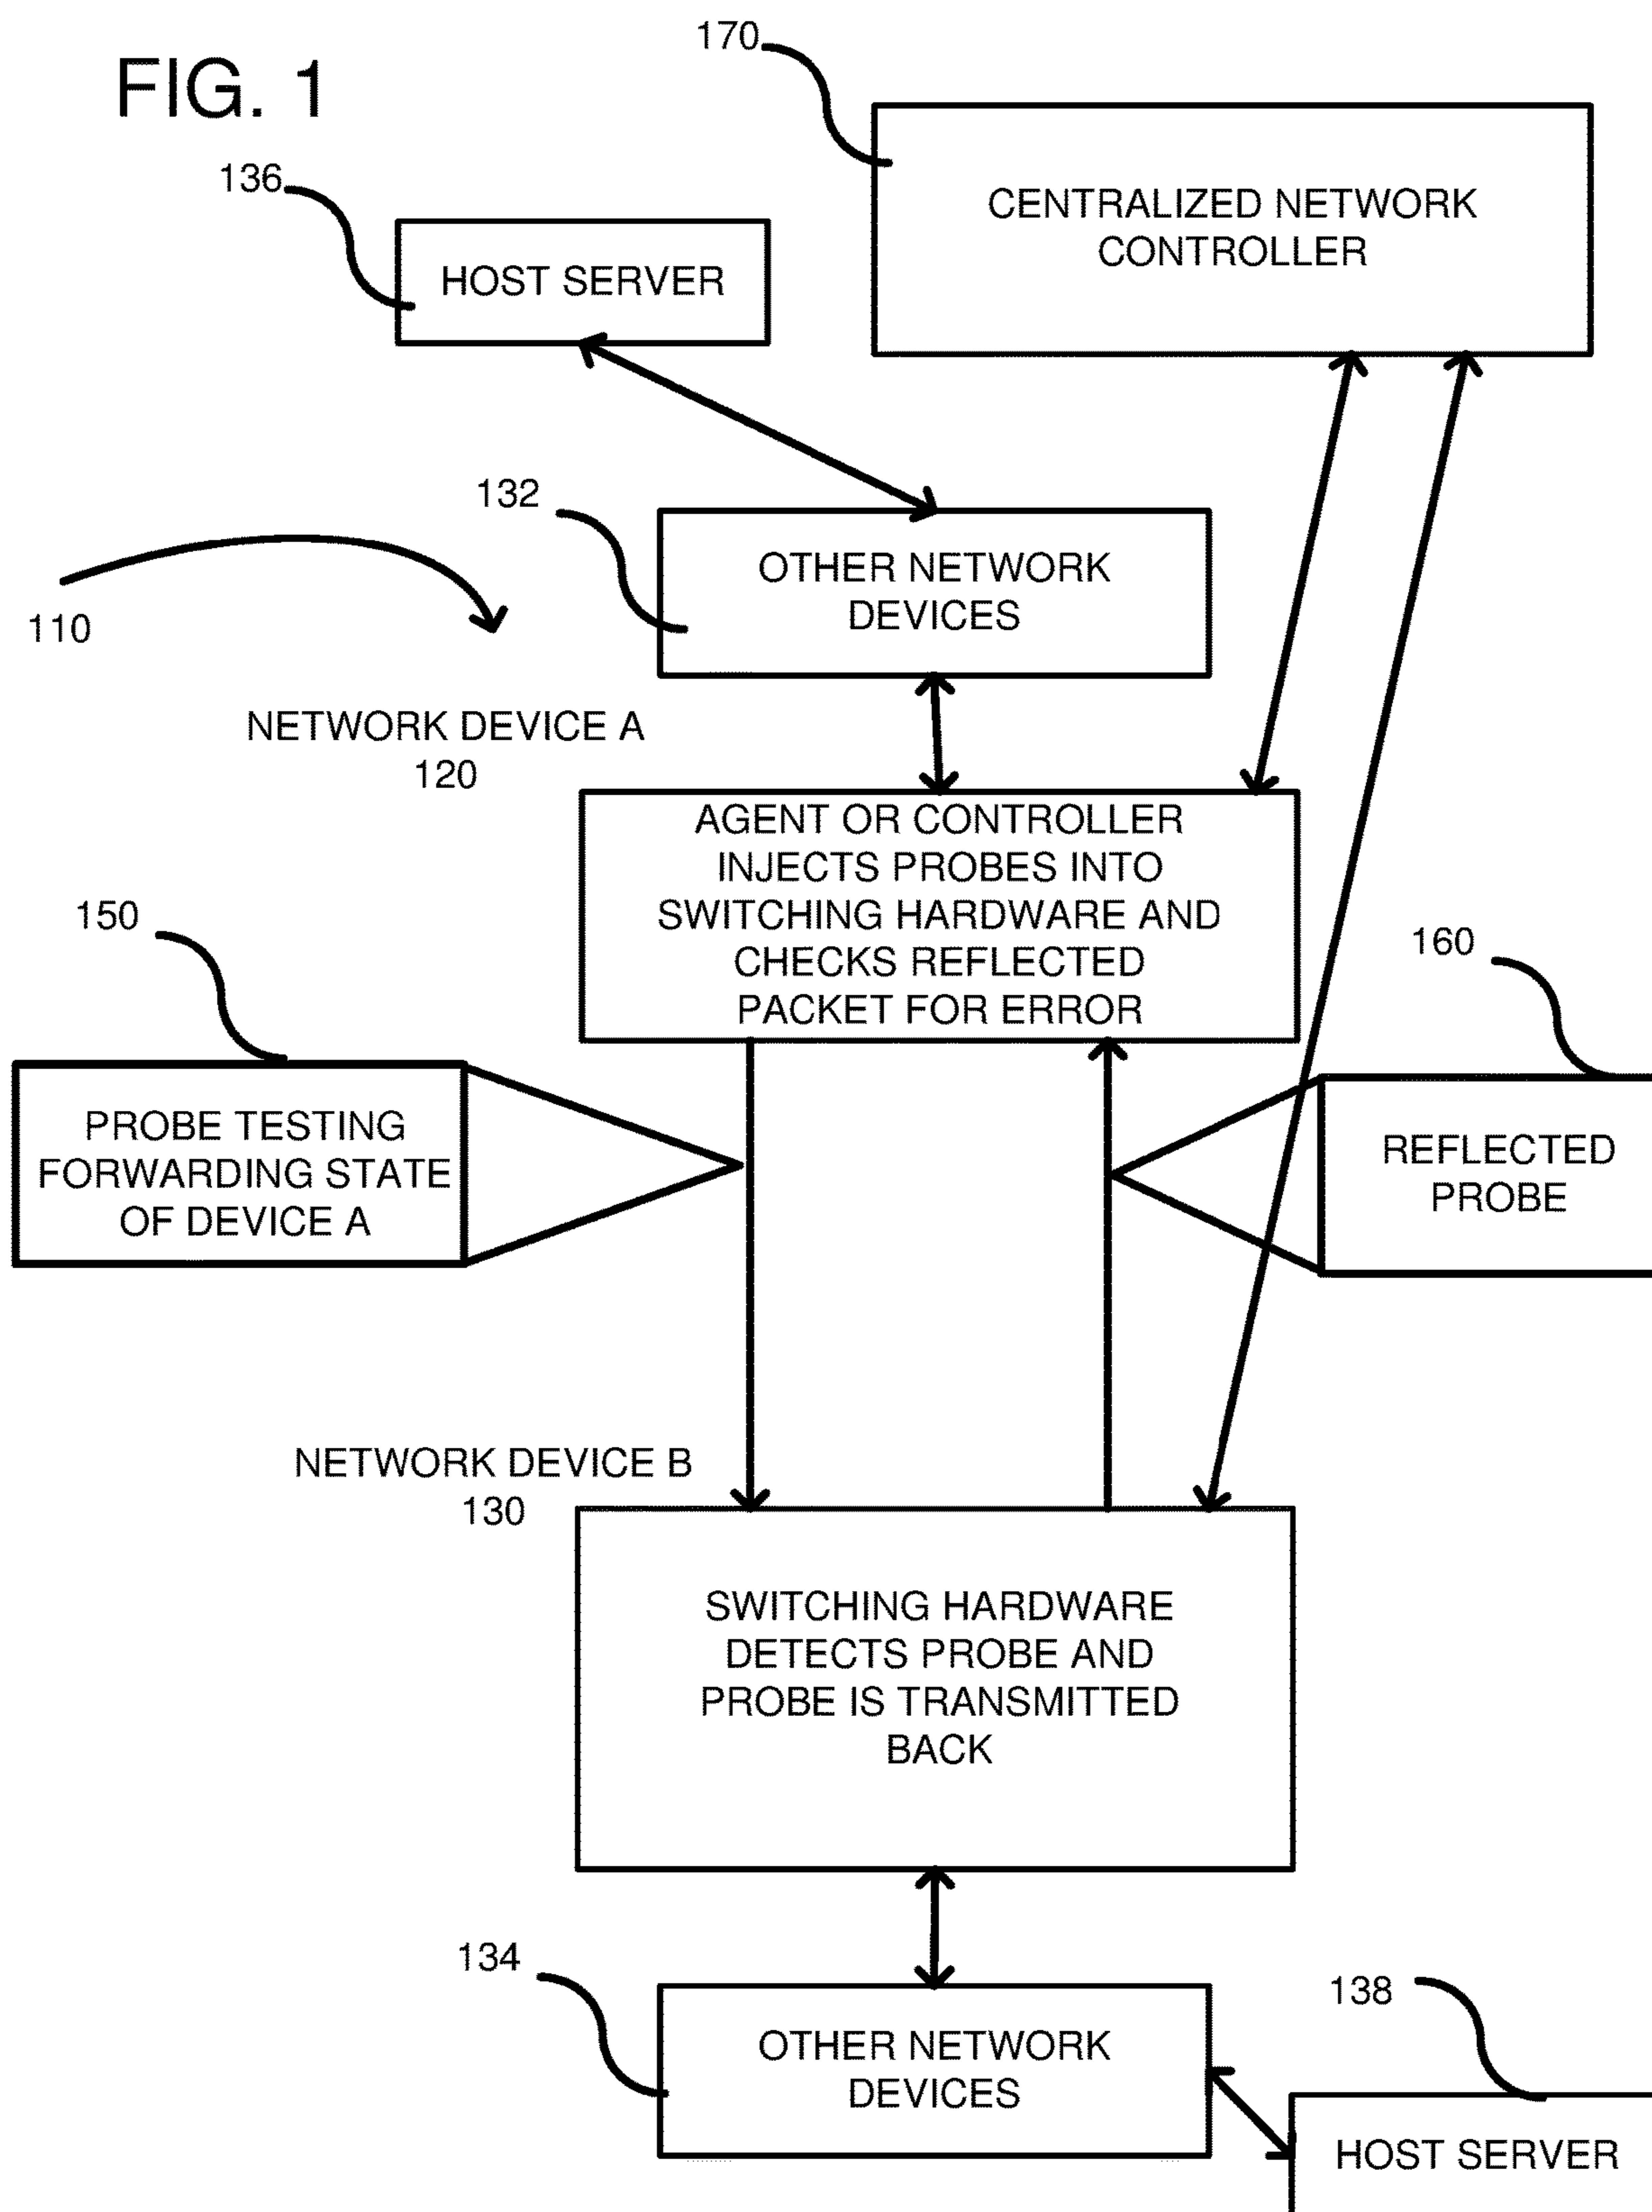 FIG. 1
170
CENTRALIZED NETWORK
CONTROLLER
136
HOST SERVER
132
OTHER NETWORK
DEVICES
110
NETWORK DEVICE A
120
AGENT OR CONTROLLER
INJECTS PROBES INTO
SWITCHING HARDWARE AND
CHECKS REFLECTED
PACKET FOR ERROR
150
PROBE TESTING
FORWARDING STATE
OF DEVICE A
160
REFLECTED
PROBE
NETWORK DEVICE B
130
SWITCHING HARDWARE
DETECTS PROBE AND
PROBE IS TRANSMITTED
BACK
134
OTHER NETWORK
DEVICES
138
HOST SERVER